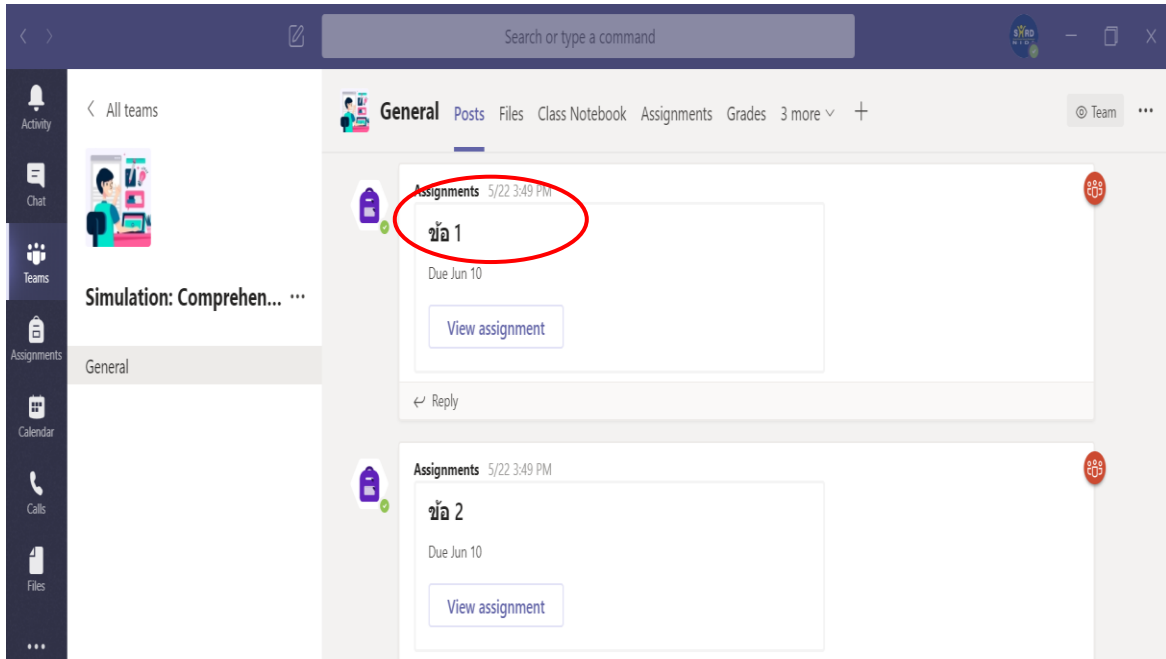 Search or type a command
SHRD
NIDA
Activity
Chat
Teams
Assignments
Calendar
Calls
Files
All teams
Simulation: Comprehen... ...
General
General Posts Files Class Notebook Assignments Grades 3 more
Team
Assignments 5/22 3:49 PM
ข้อ 1
Due Jun 10
View assignment
Reply
Assignments 5/22 3:49 PM
ข้อ 2
Due Jun 10
View assignment